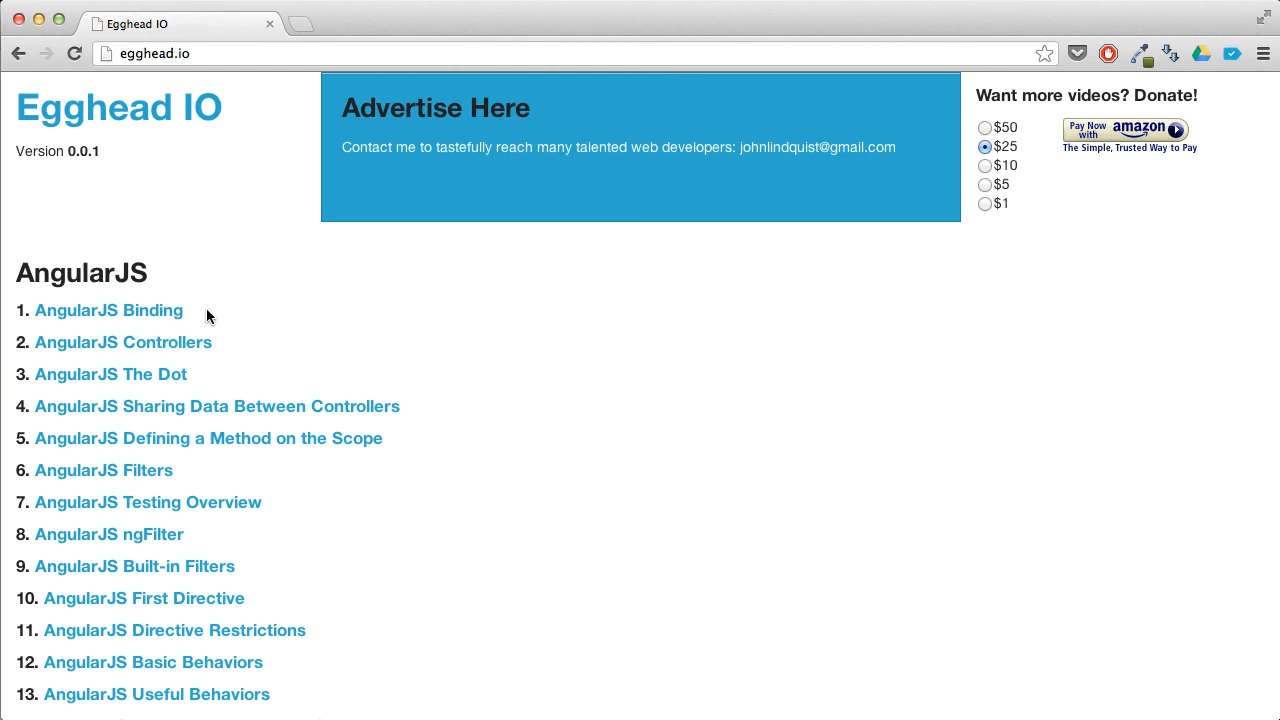 Egghead IO
egghead.io
Egghead IO
Version 0.0.1
Advertise Here
Contact me to tastefully reach many talented web developers: johnlindquist@gmail.com
Want more videos? Donate!
$50
$25
$10
$5
$1
Pay Now with amazon
The Simple, Trusted Way to Pay
AngularJS
1. AngularJS Binding
2. AngularJS Controllers
3. AngularJS The Dot
4. AngularJS Sharing Data Between Controllers
5. AngularJS Defining a Method on the Scope
6. AngularJS Filters
7. AngularJS Testing Overview
8. AngularJS ngFilter
9. AngularJS Built-in Filters
10. AngularJS First Directive
11. AngularJS Directive Restrictions
12. AngularJS Basic Behaviors
13. AngularJS Useful Behaviors